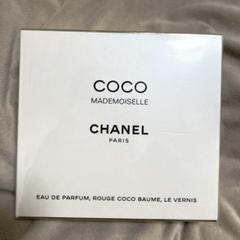 COCO
MADEMOISELLE
CHANEL
PARIS
EAU DE PARFUM, ROUGE COCO BAUME, LE VERNIS